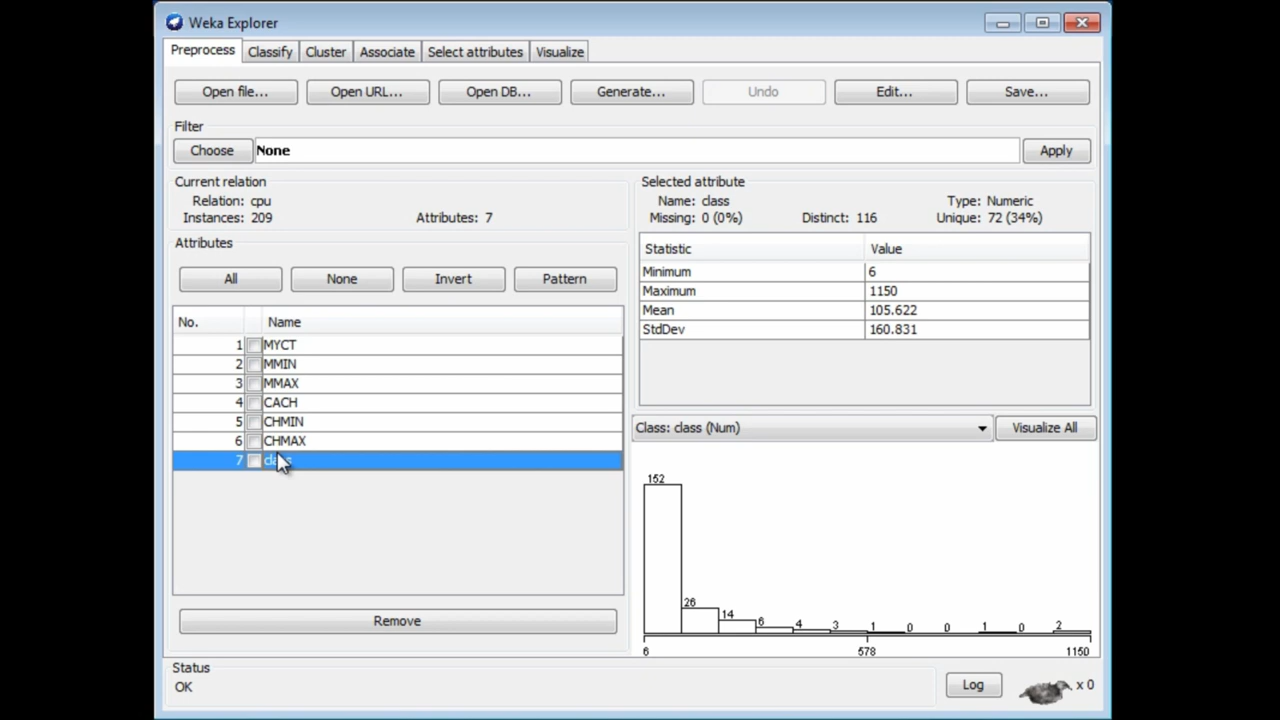 Weka Explorer
Preprocess Classify Cluster Associate Select attributes Visualize
Open file... Open URL... Open DB... Generate... Undo Edit... Save...
Filter
Choose None Apply
Current relation
Relation: cpu
Instances: 209 Attributes: 7
Attributes
All None Invert Pattern
No. Name
1 MYCT
2 MMIN
3 MMAX
4 CACH
5 CHMIN
6 CHMAX
7 class
Remove
Selected attribute
Name: class Type: Numeric
Missing: 0 (0%) Distinct: 116 Unique: 72 (34%)
Statistic Value
Minimum 6
Maximum 1150
Mean 105.622
StdDev 160.831
Class: class (Num) Visualize All
152
26
14
6
4
3
1
0
0
1
0
2
6 578 1150
Status
OK
Log x 0